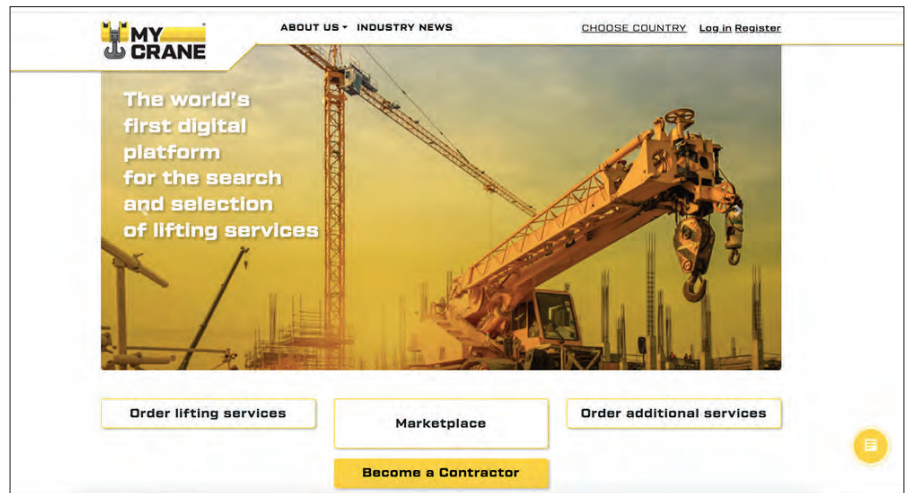 MY
CRANE
ABOUT US INDUSTRY NEWS
CHOOSE COUNTRY Log in Register
The world's
first digital
platform
for the search
and selection
of lifting services
Order lifting services
Marketplace
Order additional services
Become a Contractor